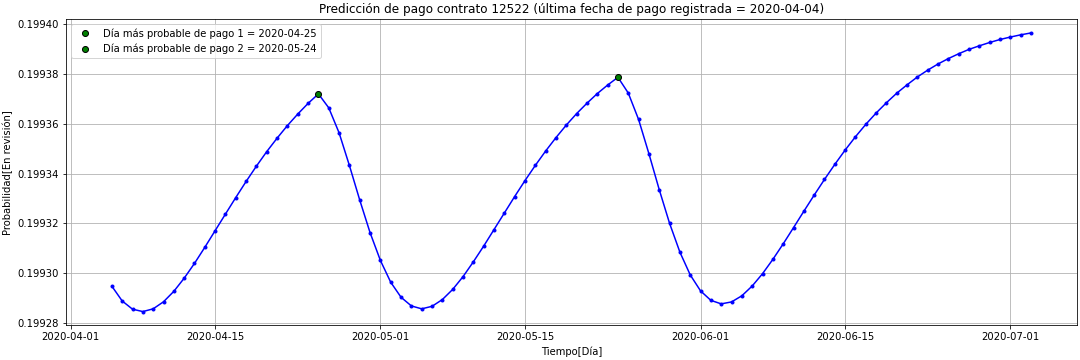 Predicción de pago contrato 12522 (última fecha de pago registrada = 2020-04-04)
Día más probable de pago 1 = 2020-04-25
Día más probable de pago 2 = 2020-05-24
Probabilidad[En revisión]
0.19940
0.19938
0.19936
0.19934
0.19932
0.19930
0.19928
2020-04-01 2020-04-15 2020-05-01 2020-05-15 2020-06-01 2020-06-15 2020-07-01
Tiempo[Día]